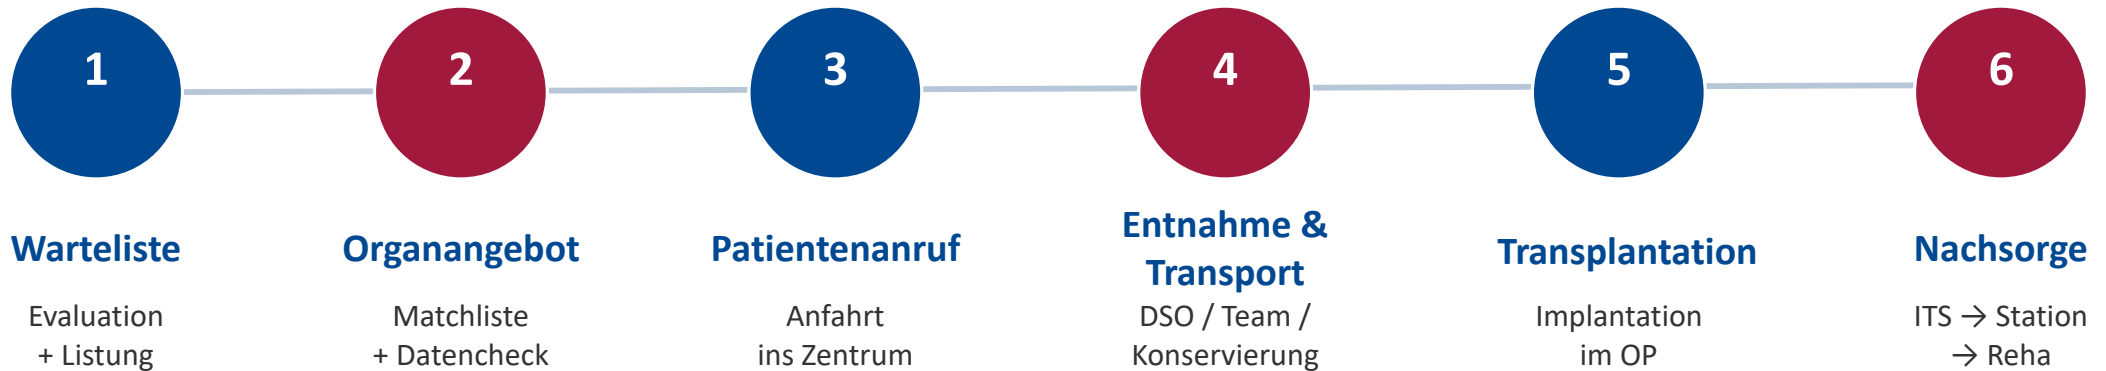 1
2
3
4
5
6
Warteliste
Evaluation
+ Listung
Organangebot
Matchliste
+ Datencheck
Patientenanruf
Anfahrt
ins Zentrum
Entnahme &
Transport
DSO / Team /
Konservierung
Transplantation
Implantation
im OP
Nachsorge
ITS → Station
→ Reha